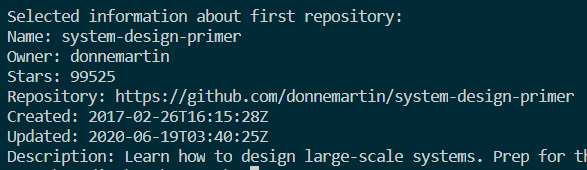 Selected information about first repository:
Name: system-design-primer
Owner: donnemartin
Stars: 99525
Repository: https://github.com/donnemartin/system-design-primer
Created: 2017-02-26T16:15:28Z
Updated: 2020-06-19T03:40:25Z
Description: Learn how to design large-scale systems. Prep for